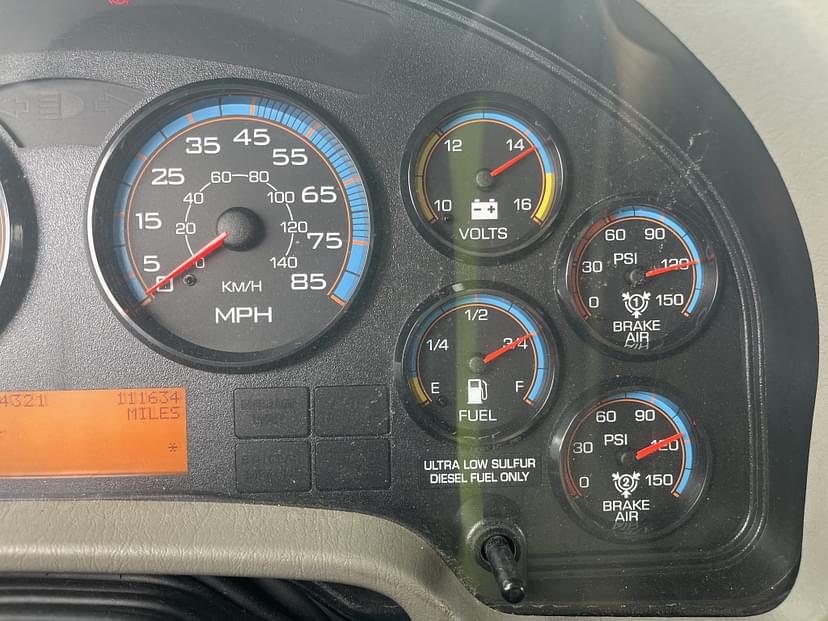 5 15 25 35 45 55 65 75 85
0 20 40 60 80 100 120 140
KM/H
MPH
10 12 14 16
VOLTS
0 30 60 90 120 150
PSI
1
BRAKE
AIR
E 1/4 1/2 3/4 F
FUEL
4321 111634
MILES
*
ULTRA LOW SULFUR
DIESEL FUEL ONLY
0 30 60 90 120 150
PSI
2
BRAKE
AIR